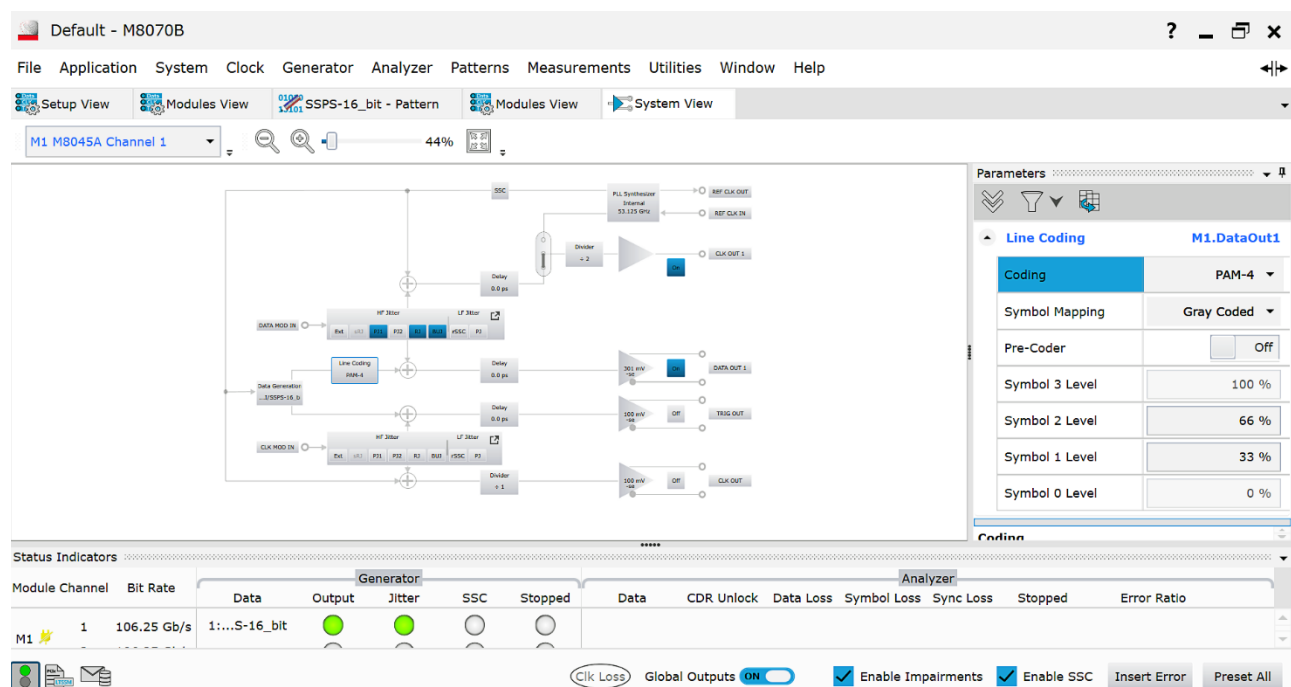 Default - M8070B
?
File Application System Clock Generator Analyzer Patterns Measurements Utilities Window Help
Setup View Modules View SSPS-16_bit - Pattern Modules View System View
M1 M8045A Channel 1 44%
SSC
PLL Synthesizer
Internal
53.125 GHz
REF CLK OUT
REF CLK IN
Divider
÷ 2
On
CLK OUT 1
Delay
0.0 ps
DATA MOD IN
HF Jitter LF Jitter
Ext PJ1 PJ2 RJ BUJ rSSC PJ
Line Coding
PAM-4
Delay
0.0 ps
301 mV
On
DATA OUT 1
Data Generation
Delay
0.0 ps
100 mV
Off
TRIG OUT
CLK MOD IN
HF Jitter LF Jitter
Ext PJ1 PJ2 RJ BUJ rSSC PJ
Divider
÷ 1
100 mV
Off
CLK OUT
Parameters
Line Coding M1.DataOut1
Coding PAM-4
Symbol Mapping Gray Coded
Pre-Coder Off
Symbol 3 Level 100 %
Symbol 2 Level 66 %
Symbol 1 Level 33 %
Symbol 0 Level 0 %
Coding
Status Indicators
Generator Analyzer
Module Channel Bit Rate Data Output Jitter SSC Stopped Data CDR Unlock Data Loss Symbol Loss Sync Loss Stopped Error Ratio
M1 1 106.25 Gb/s 1:...S-16_bit
Clk Loss Global Outputs ON Enable Impairments Enable SSC Insert Error Preset All